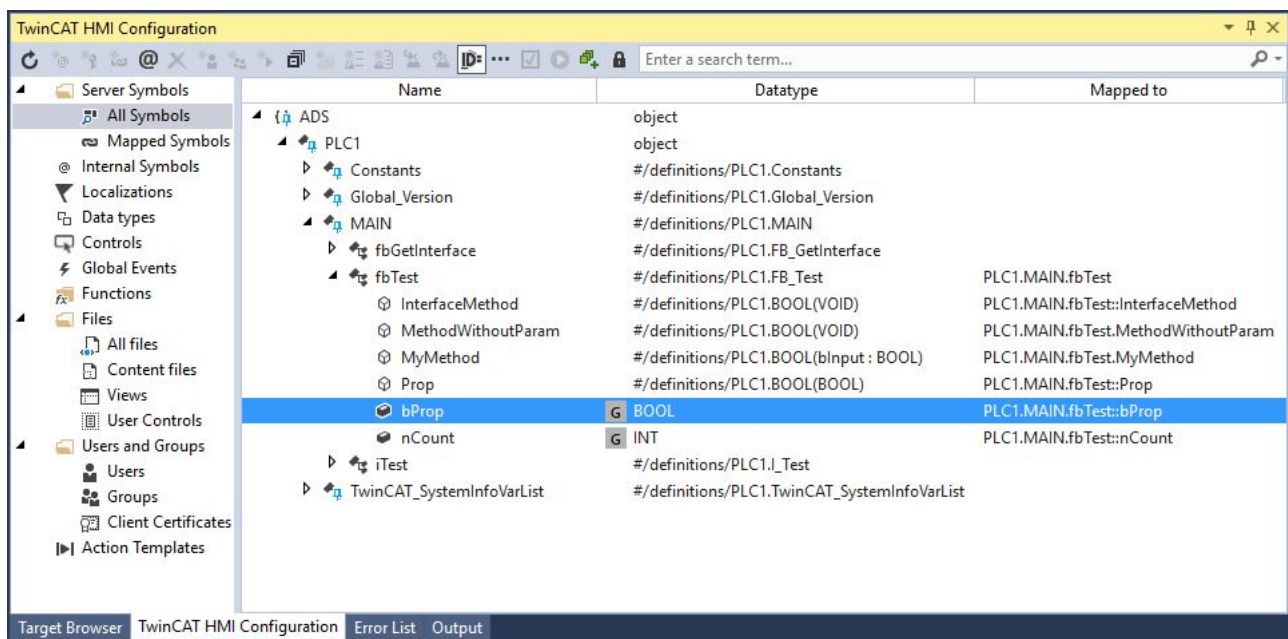 TwinCAT HMI Configuration
Enter a search term...
Server Symbols
All Symbols
Mapped Symbols
Internal Symbols
Localizations
Data types
Controls
Global Events
Functions
Files
All files
Content files
Views
User Controls
Users and Groups
Users
Groups
Client Certificates
Action Templates
Name Datatype Mapped to
ADS object
PLC1 object
Constants #/definitions/PLC1.Constants
Global_Version #/definitions/PLC1.Global_Version
MAIN #/definitions/PLC1.MAIN
fbGetInterface #/definitions/PLC1.FB_GetInterface
fbTest #/definitions/PLC1.FB_Test PLC1.MAIN.fbTest
InterfaceMethod #/definitions/PLC1.BOOL(VOID) PLC1.MAIN.fbTest::InterfaceMethod
MethodWithoutParam #/definitions/PLC1.BOOL(VOID) PLC1.MAIN.fbTest.MethodWithoutParam
MyMethod #/definitions/PLC1.BOOL(bInput : BOOL) PLC1.MAIN.fbTest.MyMethod
Prop #/definitions/PLC1.BOOL(BOOL) PLC1.MAIN.fbTest::Prop
bProp G BOOL PLC1.MAIN.fbTest::bProp
nCount G INT PLC1.MAIN.fbTest::nCount
iTest #/definitions/PLC1.I_Test
TwinCAT_SystemInfoVarList #/definitions/PLC1.TwinCAT_SystemInfoVarList
Target Browser TwinCAT HMI Configuration Error List Output